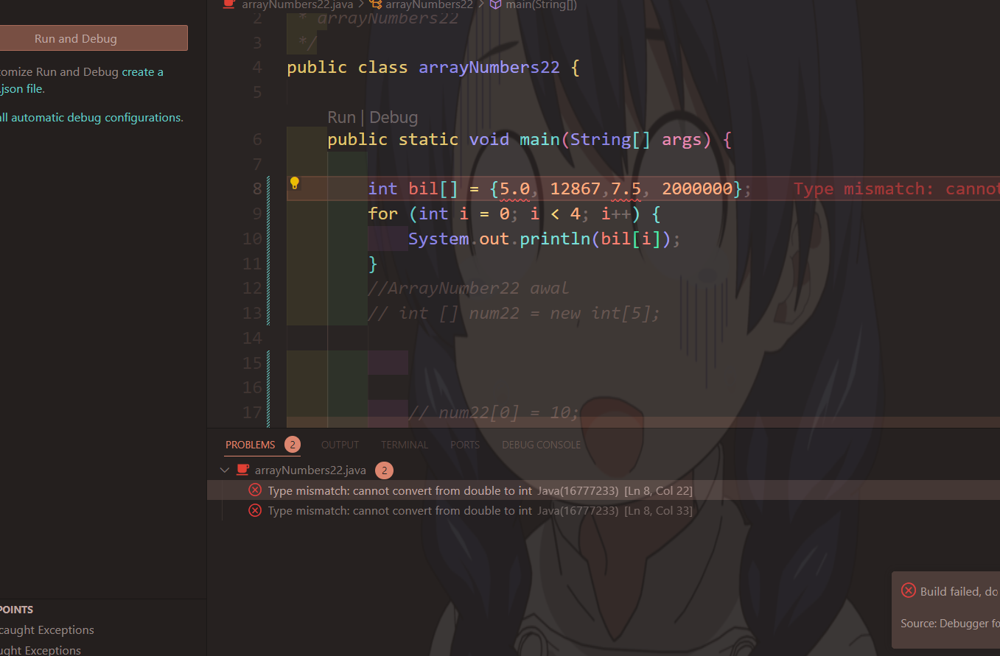 arrayNumbers22.java > arrayNumbers22 > main(String[])
Run and Debug
tomize Run and Debug create a
.json file.
all automatic debug configurations.
2 * arrayNumbers22
3 */
4 public class arrayNumbers22 {
5
Run | Debug
6 public static void main(String[] args) {
7
8 int bil[] = {5.0, 12867,7.5, 2000000}; Type mismatch: cannot
9 for (int i = 0; i < 4; i++) {
10 System.out.println(bil[i]);
11 }
12 //ArrayNumber22 awal
13 // int [] num22 = new int[5];
14
15
16
17 // num22[0] = 10;
PROBLEMS 2 OUTPUT TERMINAL PORTS DEBUG CONSOLE
arrayNumbers22.java 2
Type mismatch: cannot convert from double to int Java(16777233) [Ln 8, Col 22]
Type mismatch: cannot convert from double to int Java(16777233) [Ln 8, Col 33]
Build failed, do
Source: Debugger fo
POINTS
caught Exceptions
ught Exceptions